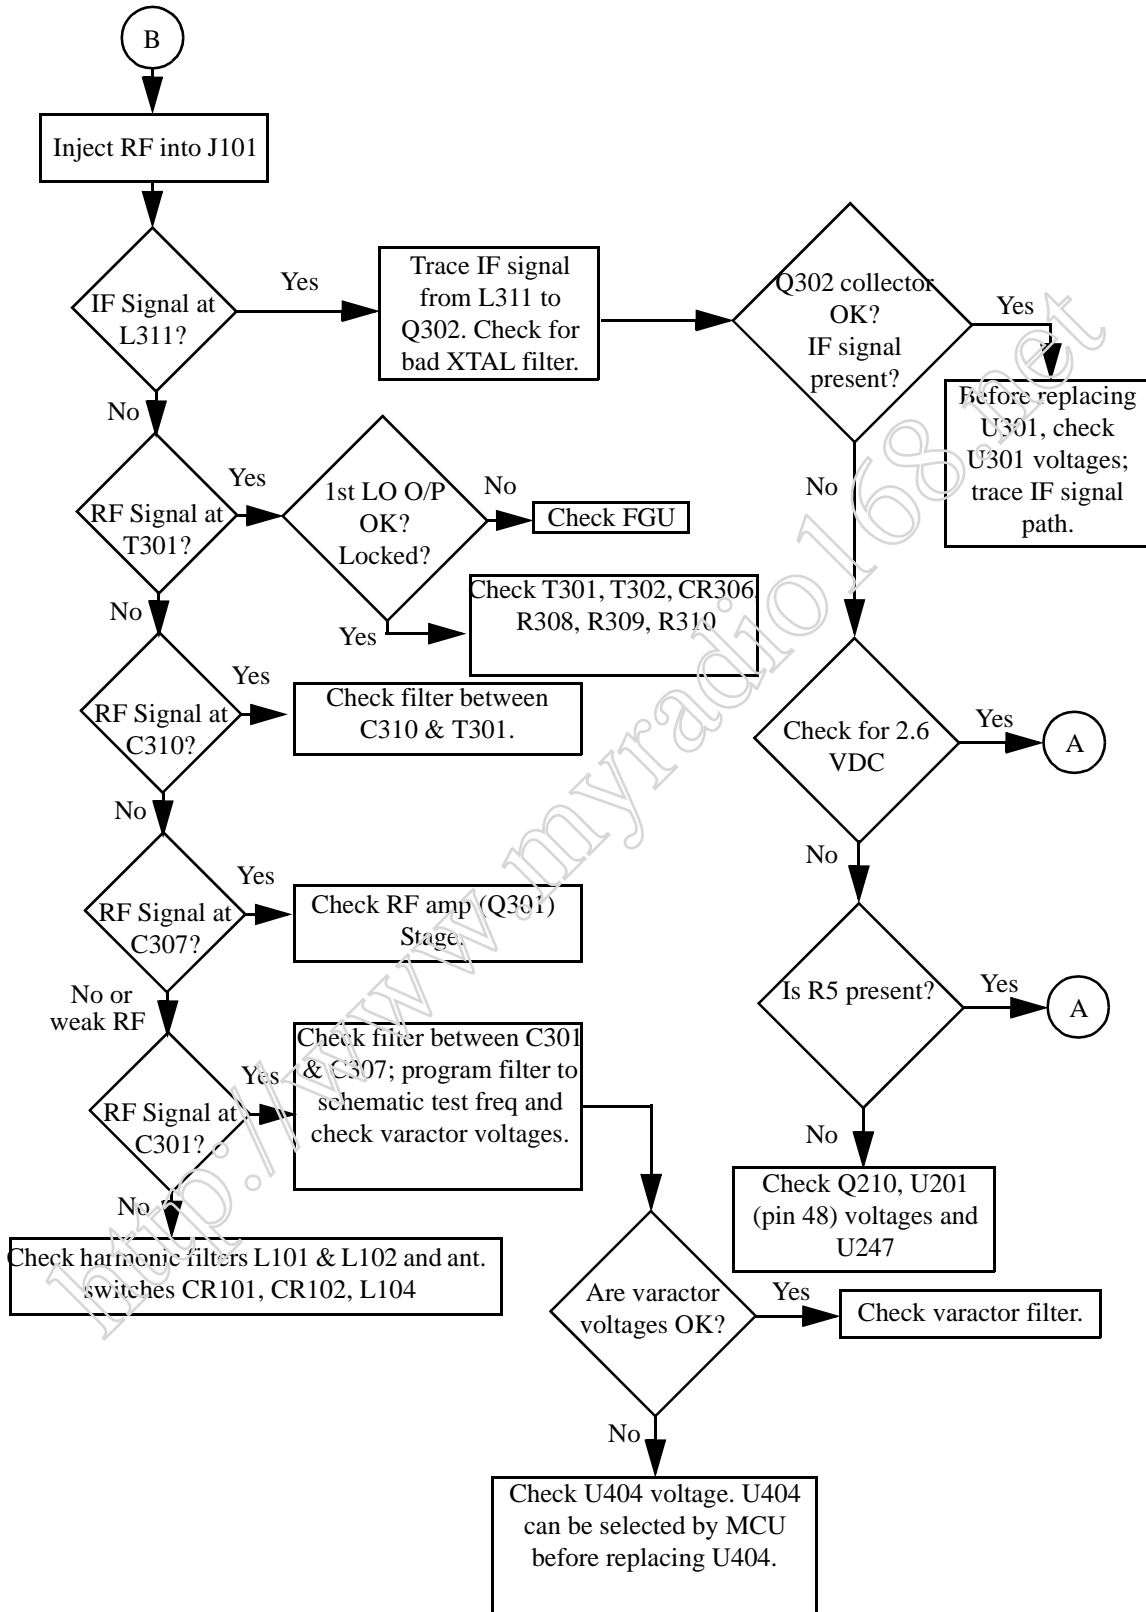 B
Inject RF into J101
IF Signal at
L311?
Yes
Trace IF signal
from L311 to
Q302. Check for
bad XTAL filter.
Q302 collector
OK?
IF signal
present?
Yes
Before replacing
U301, check
U301 voltages;
trace IF signal
path.
No
RF Signal at
T301?
Yes
1st LO O/P
OK?
Locked?
No
Check FGU
Yes
Check T301, T302, CR306,
R308, R309, R310
No
RF Signal at
C310?
Yes
Check filter between
C310 & T301.
No
RF Signal at
C307?
Yes
Check RF amp (Q301)
Stage.
No or
weak RF
RF Signal at
C301?
Yes
Check filter between C301
& C307; program filter to
schematic test freq and
check varactor voltages.
No
Check harmonic filters L101 & L102 and ant.
switches CR101, CR102, L104
No
Check for 2.6
VDC
Yes
A
No
Is R5 present?
Yes
A
No
Check Q210, U201
(pin 48) voltages and
U247
Are varactor
voltages OK?
Yes
Check varactor filter.
No
Check U404 voltage. U404
can be selected by MCU
before replacing U404.
http://www.myradio168.net